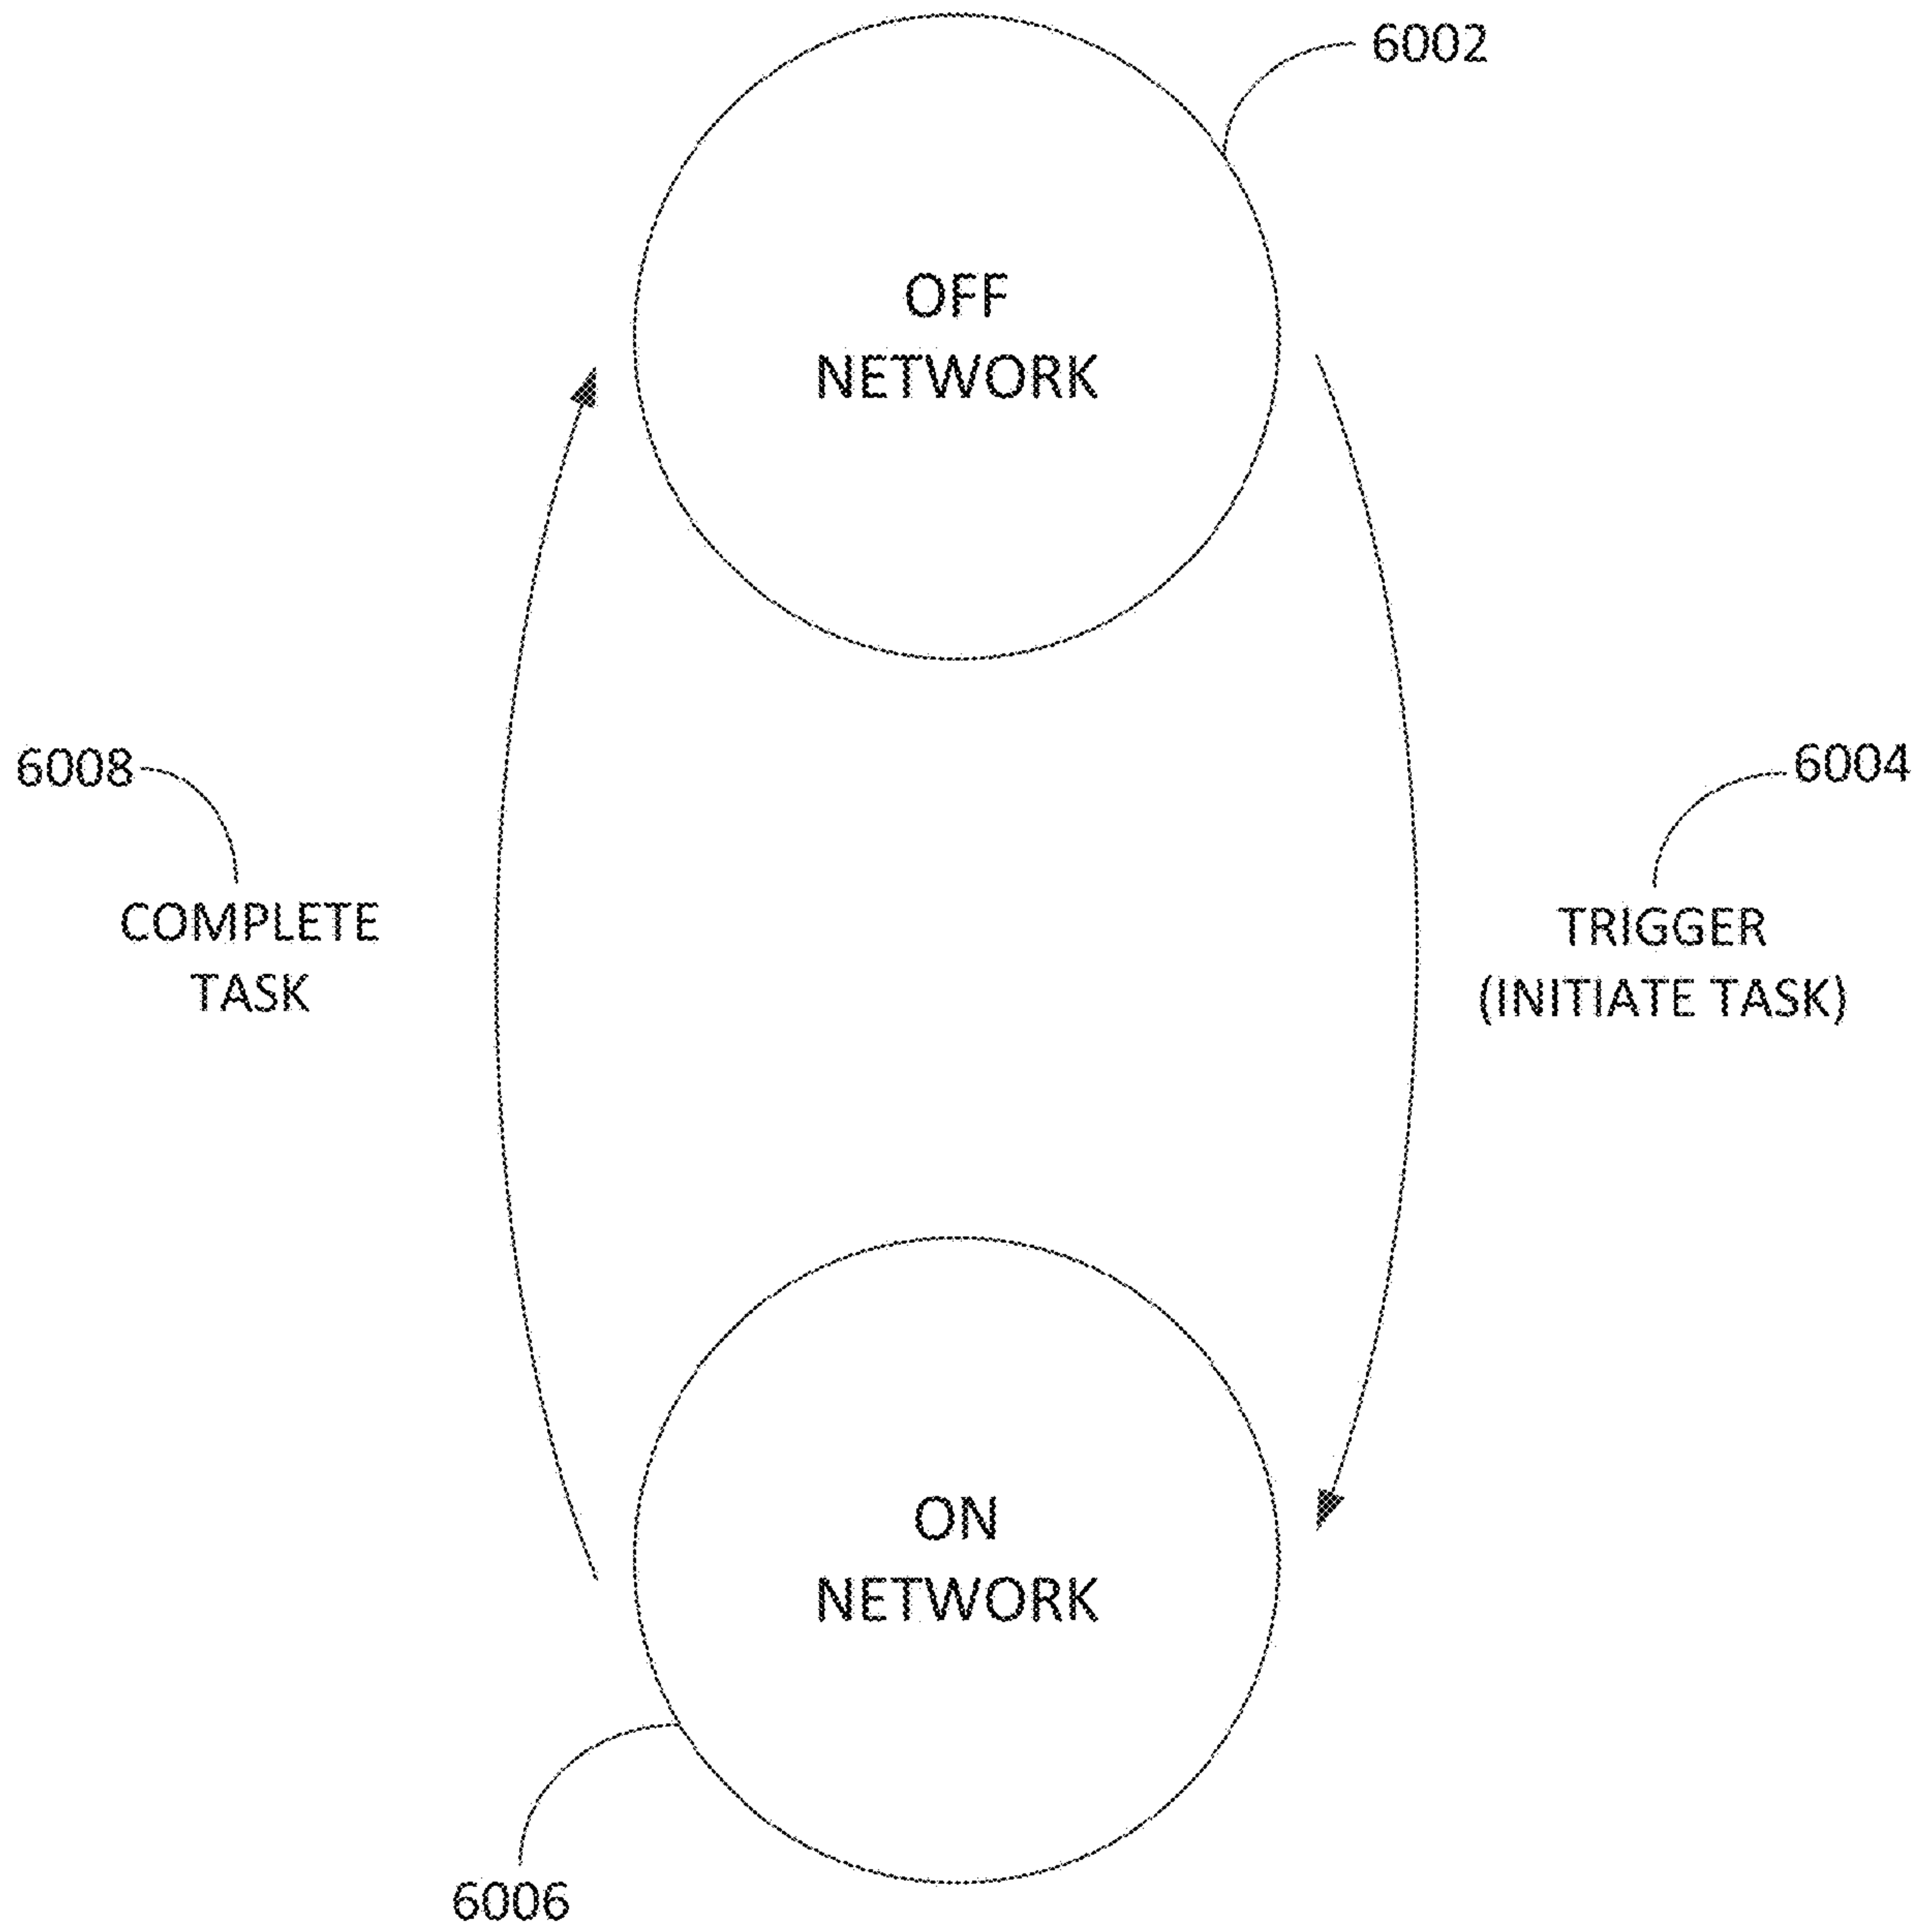 6002
OFF
NETWORK
6008
6004
COMPLETE
TASK
TRIGGER
(INITIATE TASK)
ON
NETWORK
6006